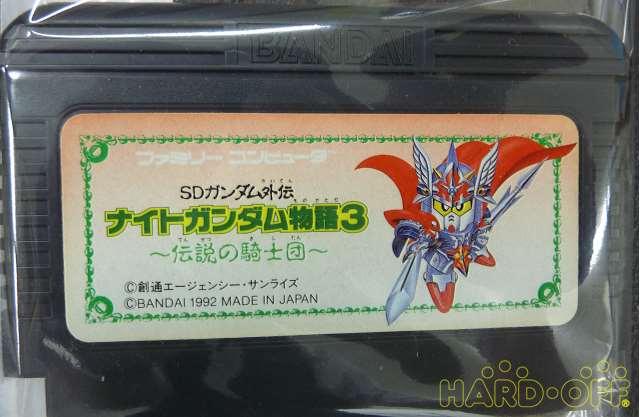 BANDAI
ファミリー コンピュータ
SDガンダム外伝
ナイトガンダム物語3
～伝説の騎士団～
©創通エージェンシー・サンライズ
©BANDAI 1992 MADE IN JAPAN
HARD・OFF®